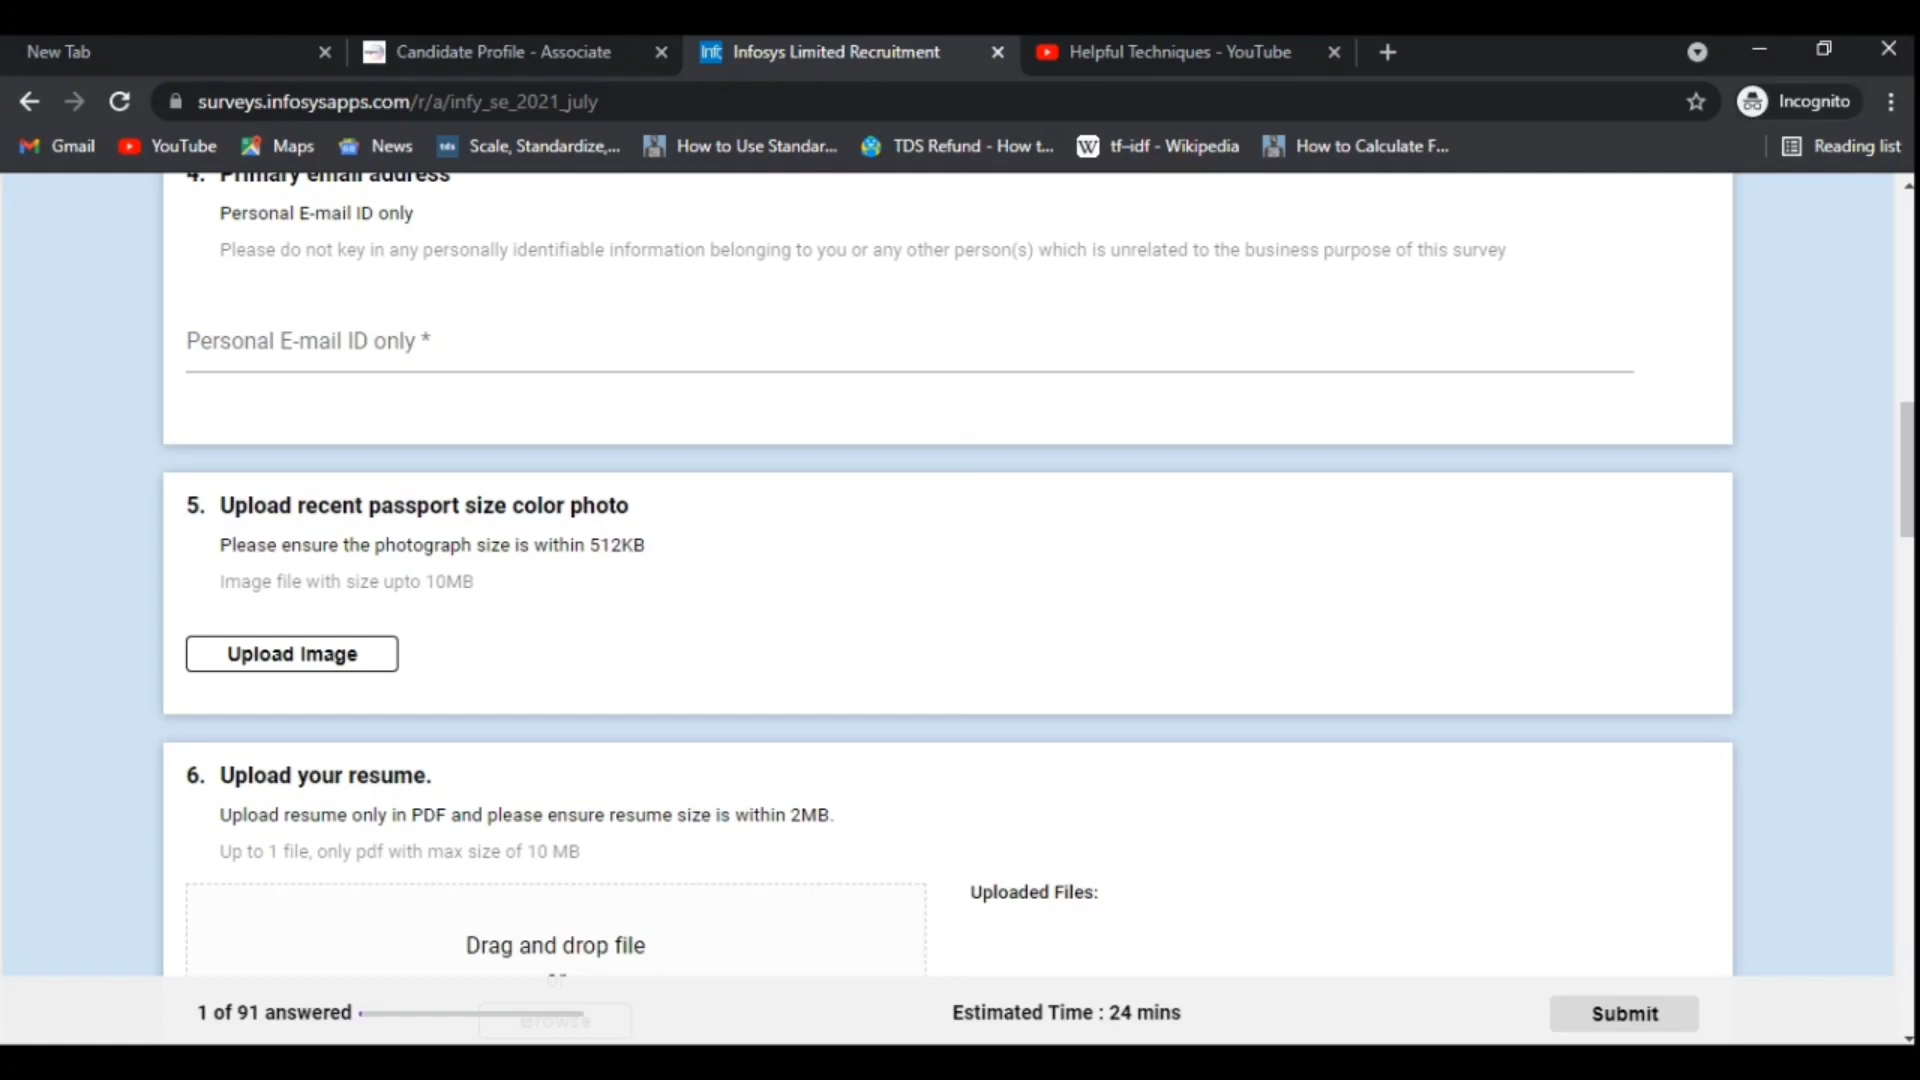 New Tab
Candidate Profile - Associate
Infosys Limited Recruitment
Helpful Techniques - YouTube
surveys.infosysapps.com/r/a/infy_se_2021_july
Incognito
Gmail
YouTube
Maps
News
Scale, Standardize,...
How to Use Standar...
TDS Refund - How t...
tf–idf - Wikipedia
How to Calculate F...
Reading list
4. Primary email address
Personal E-mail ID only
Please do not key in any personally identifiable information belonging to you or any other person(s) which is unrelated to the business purpose of this survey
Personal E-mail ID only *
5. Upload recent passport size color photo
Please ensure the photograph size is within 512KB
Image file with size upto 10MB
Upload Image
6. Upload your resume.
Upload resume only in PDF and please ensure resume size is within 2MB.
Up to 1 file, only pdf with max size of 10 MB
Uploaded Files:
Drag and drop file
or
Browse
1 of 91 answered
Estimated Time : 24 mins
Submit